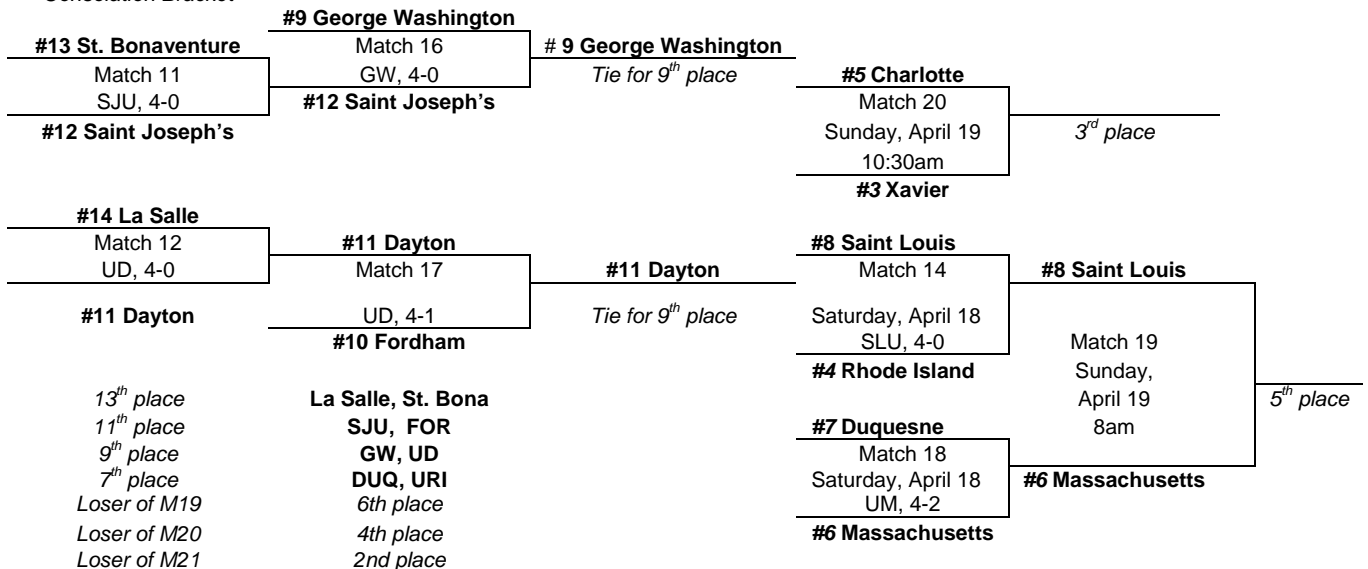 Consolation Bracket
#9 George Washington
#13 St. Bonaventure
Match 16
# 9 George Washington
Match 11
GW, 4-0
Tie for 9th place
#5 Charlotte
SJU, 4-0
#12 Saint Joseph's
Match 20
#12 Saint Joseph's
Sunday, April 19
3rd place
10:30am
#3 Xavier
#14 La Salle
Match 12
#11 Dayton
#8 Saint Louis
UD, 4-0
Match 17
#11 Dayton
Match 14
#8 Saint Louis
#11 Dayton
UD, 4-1
Tie for 9th place
Saturday, April 18
#10 Fordham
SLU, 4-0
Match 19
#4 Rhode Island
Sunday,
13th place
La Salle, St. Bona
April 19
5th place
11th place
SJU, FOR
#7 Duquesne
8am
9th place
GW, UD
Match 18
7th place
DUQ, URI
Saturday, April 18
#6 Massachusetts
Loser of M19
6th place
UM, 4-2
Loser of M20
4th place
#6 Massachusetts
Loser of M21
2nd place